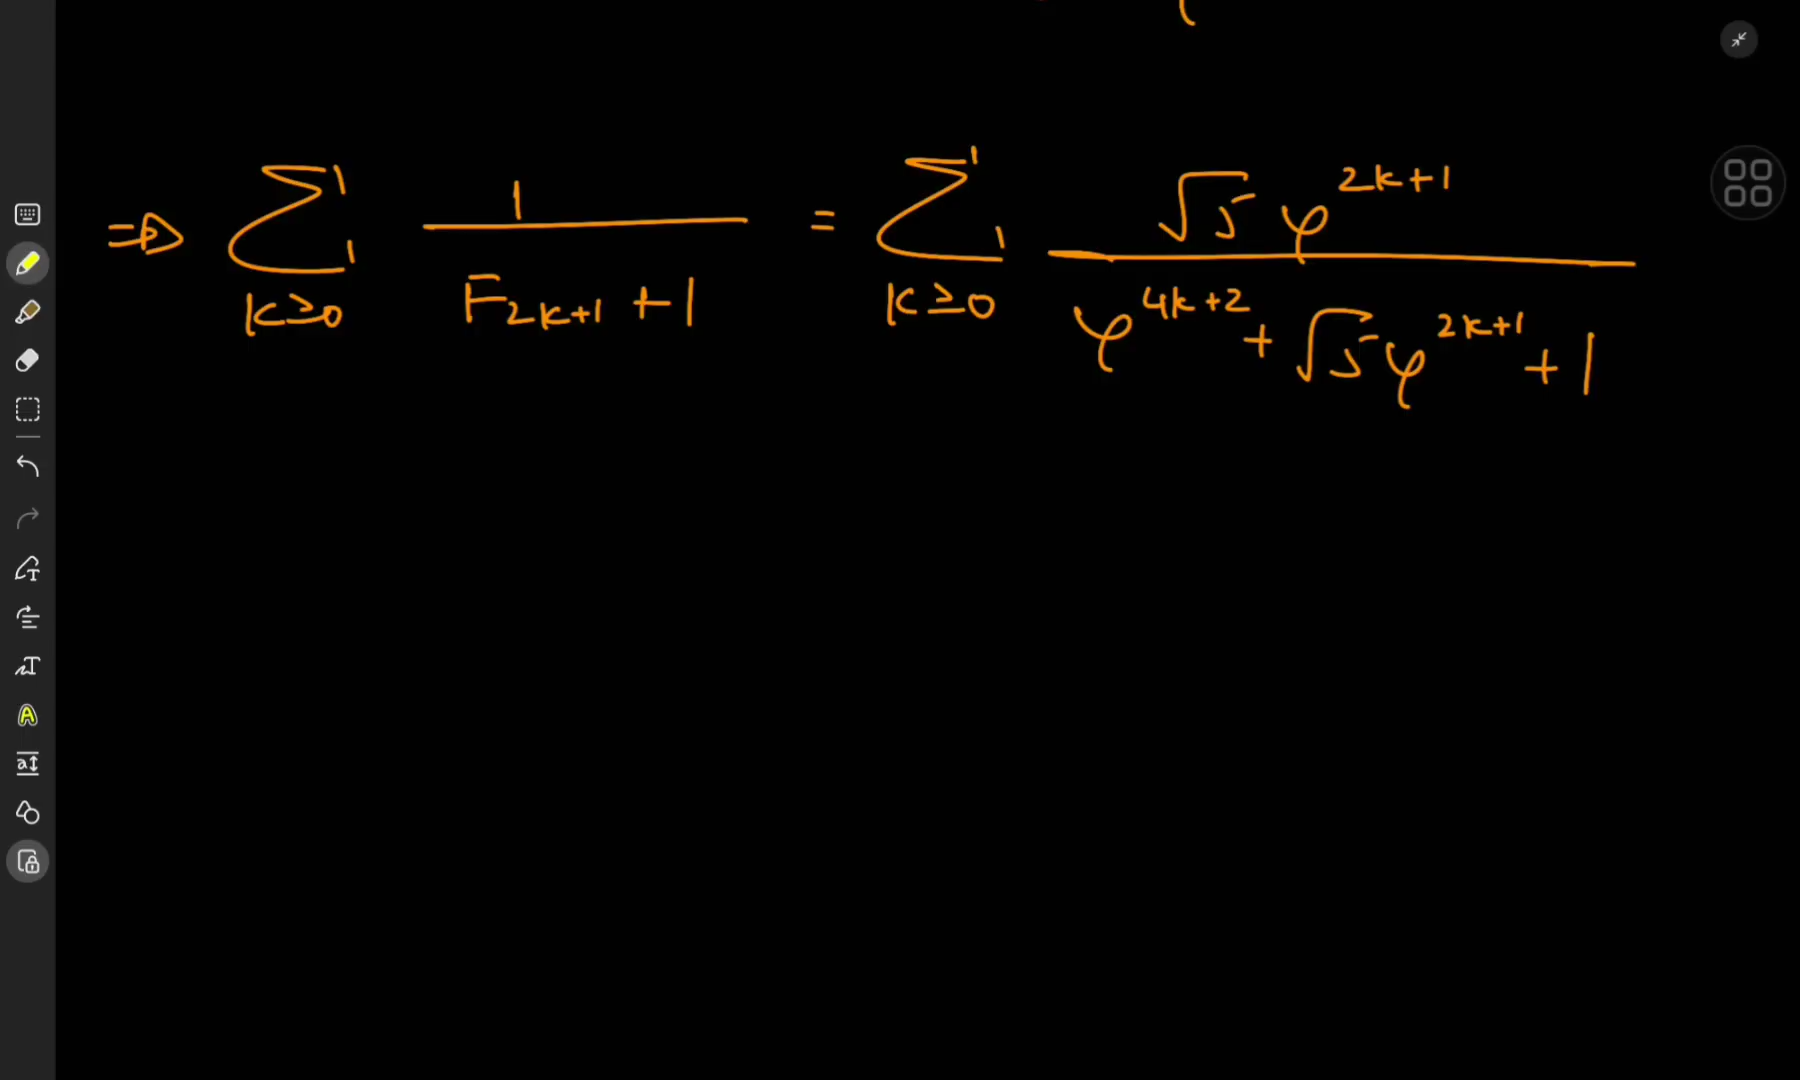 ⇒ ∑_{k≥0} 1/(F_{2k+1} + 1) = ∑_{k≥0} √5 φ^{2k+1}/(φ^{4k+2} + √5 φ^{2k+1} + 1)